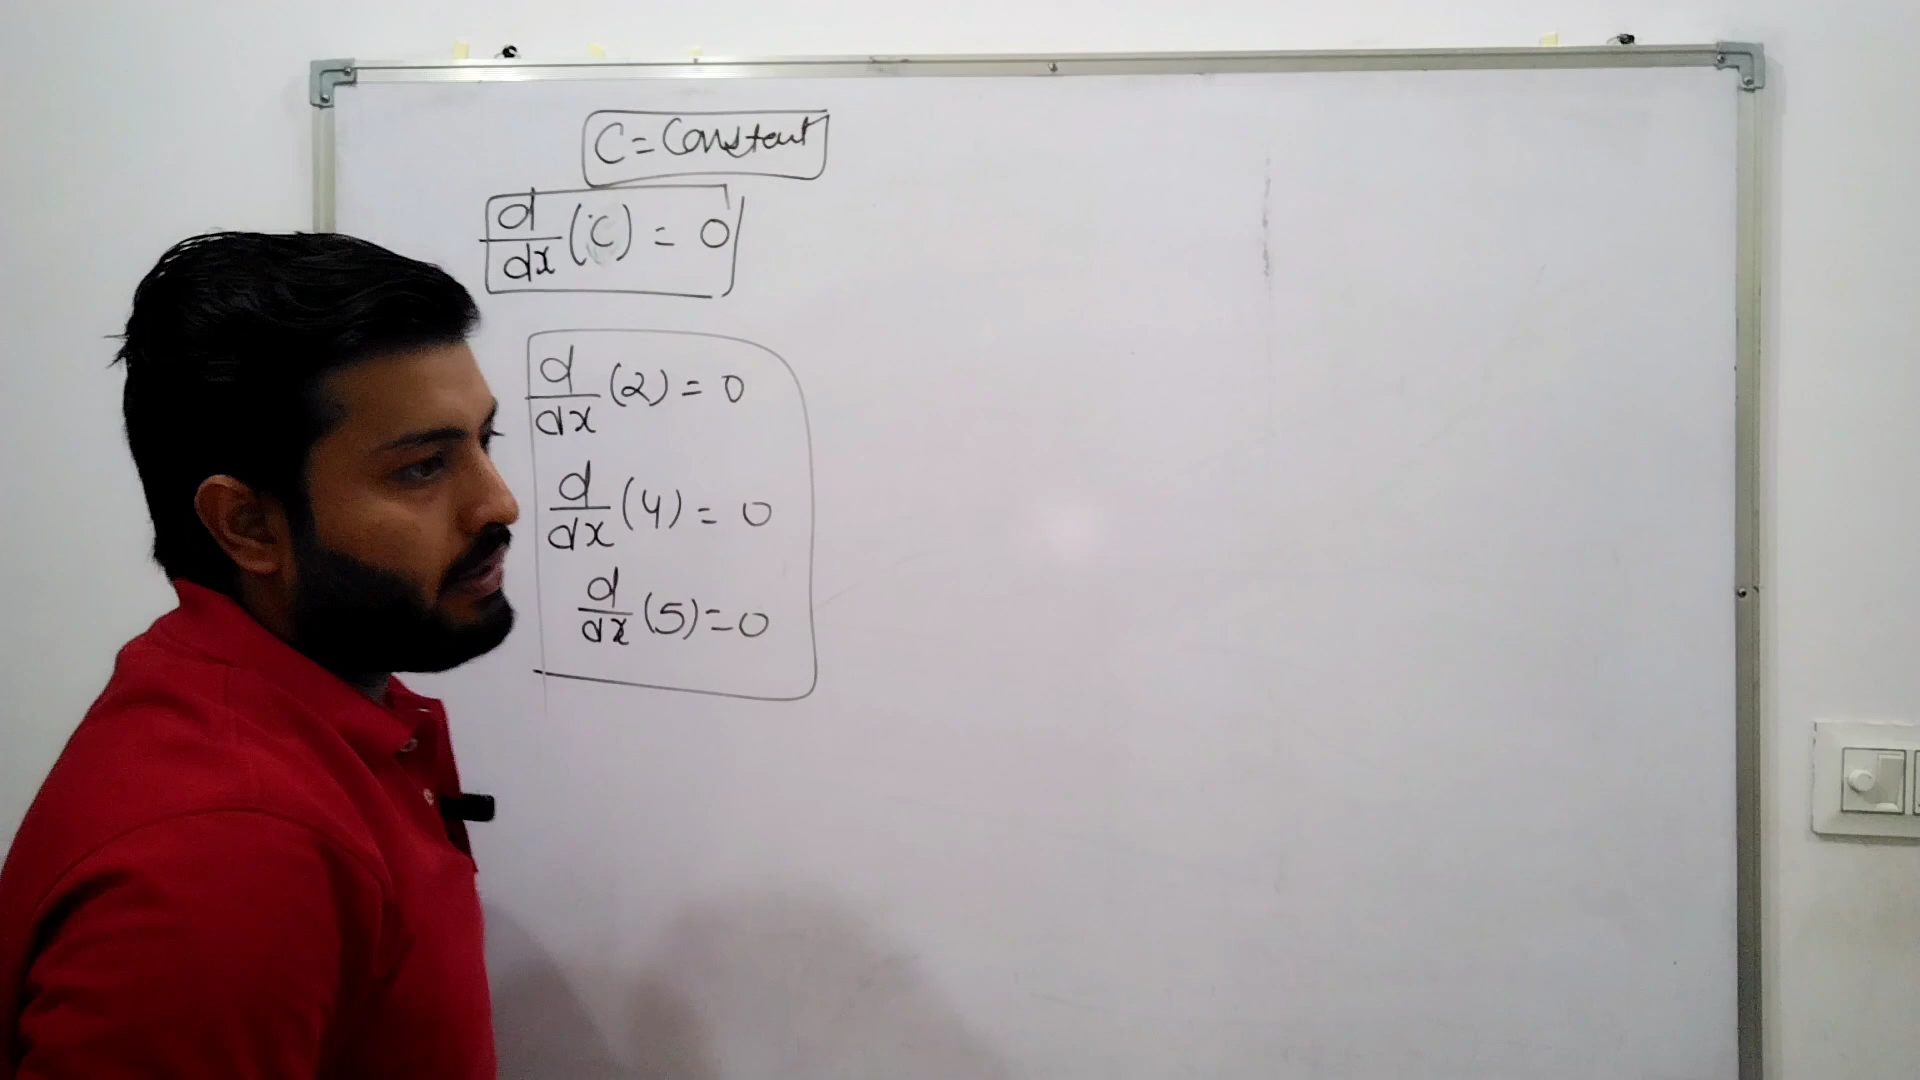 C = Constant
d/dx (C) = 0
d/dx (2) = 0
d/dx (4) = 0
d/dx (5) = 0